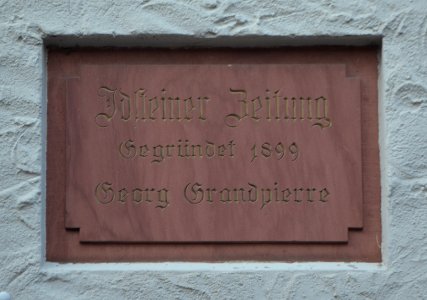 Idsteiner Zeitung
Gegründet 1899
Georg Grandpierre